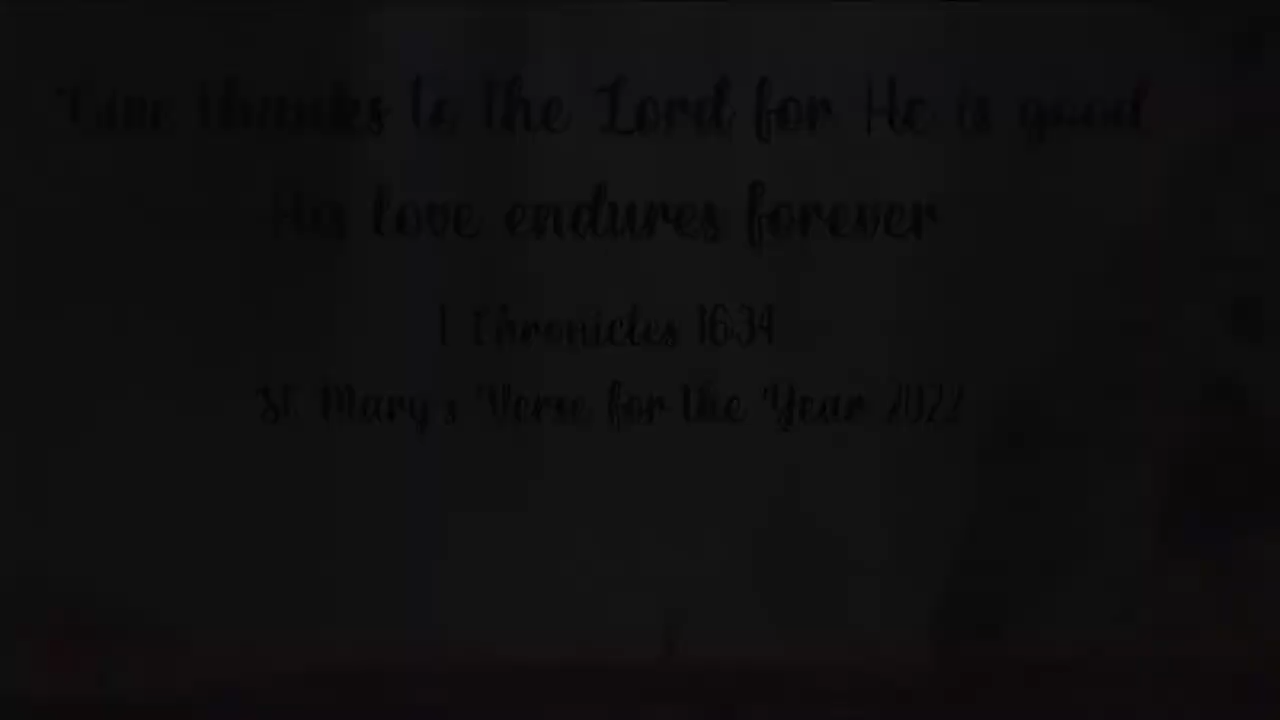 Give thanks to the Lord for He is good
His love endures forever
1 Chronicles 16:34
St Mary's Verse for the Year 2022